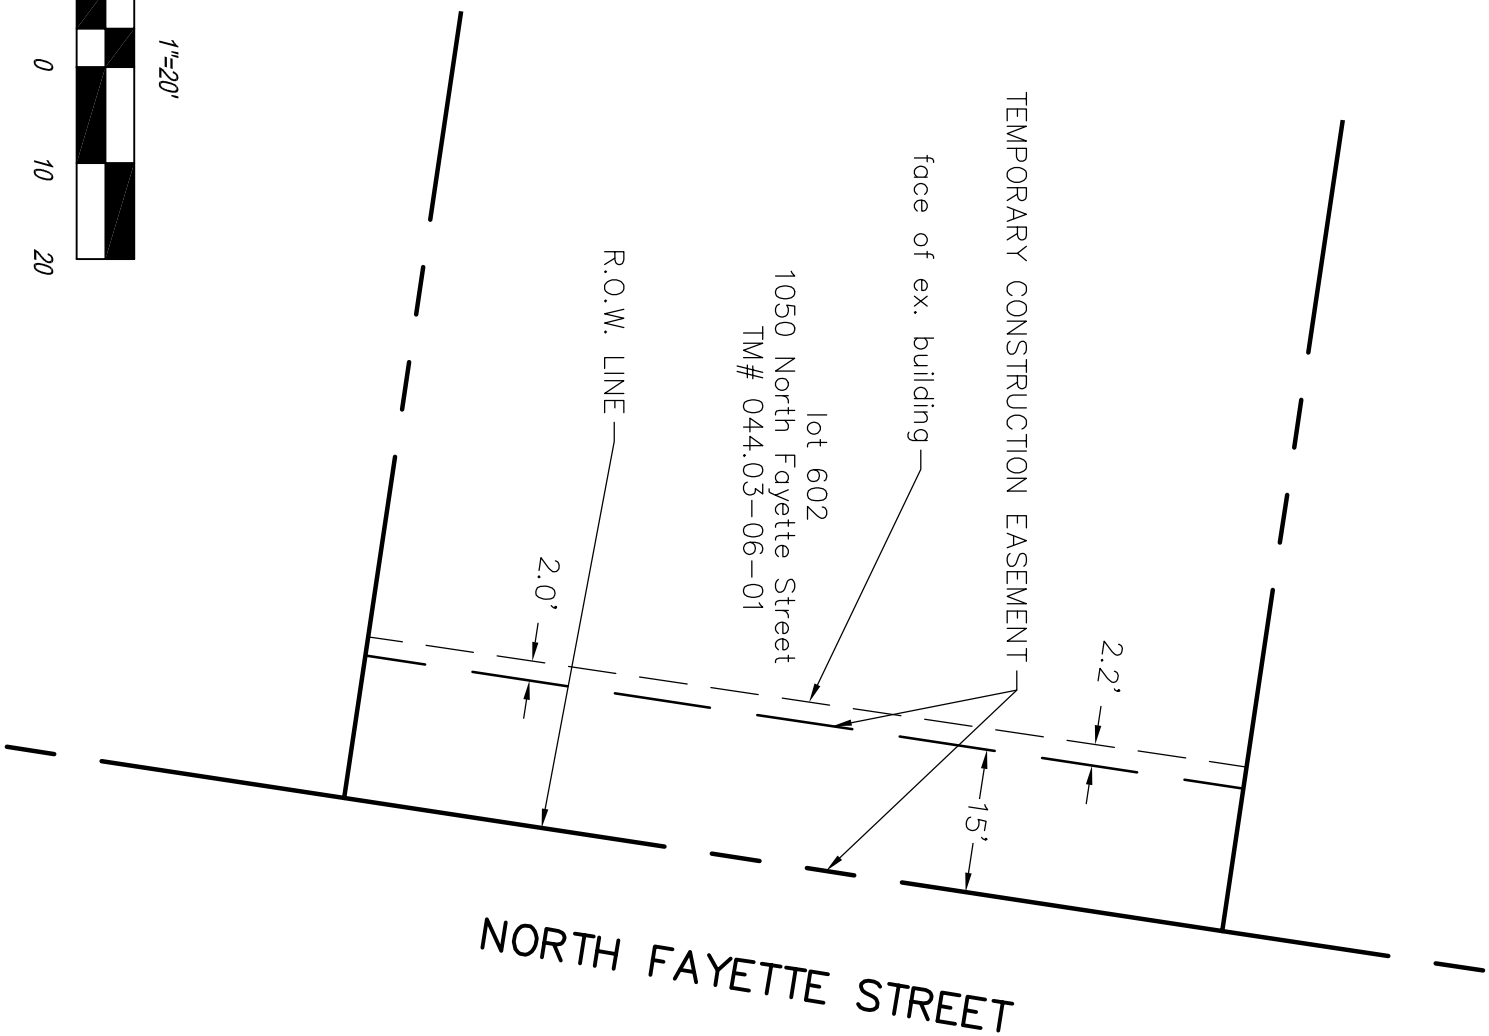 1"=20'
0
10
20
TEMPORARY CONSTRUCTION EASEMENT
face of ex. building
lot 602
1050 North Fayette Street
TM# 044.03-06-01
R.O.W. LINE
2.0'
2.2'
15'
NORTH FAYETTE STREET